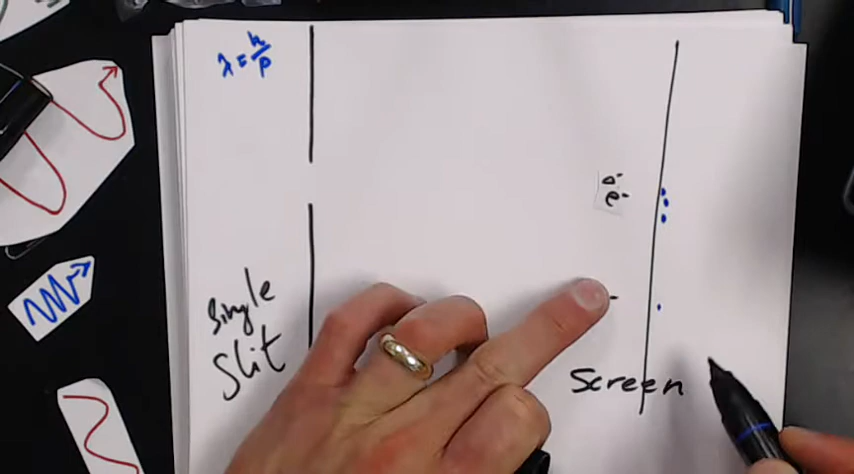 λ = h/p
e-
e-
Single
Slit
Screen